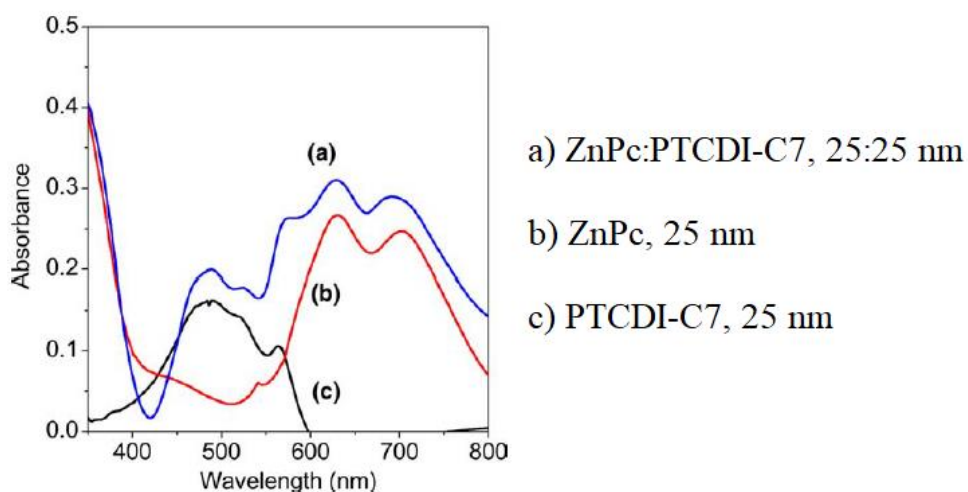 0.5
0.4
0.3
0.2
0.1
0.0
Absorbance
400 500 600 700 800
Wavelength (nm)
(a)
(b)
(c)
a) ZnPc:PTCDI-C7, 25:25 nm
b) ZnPc, 25 nm
c) PTCDI-C7, 25 nm